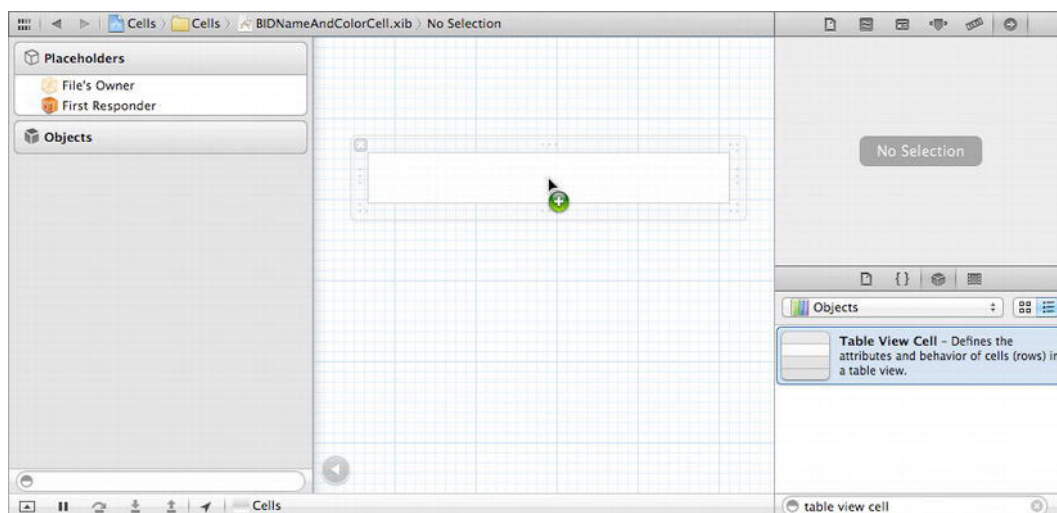 Cells Cells BIDNameAndColorCell.xib No Selection
Placeholders
File's Owner
First Responder
Objects
No Selection
{}
Objects
Table View Cell - Defines the
attributes and behavior of cells (rows) in
a table view.
Cells
table view cell